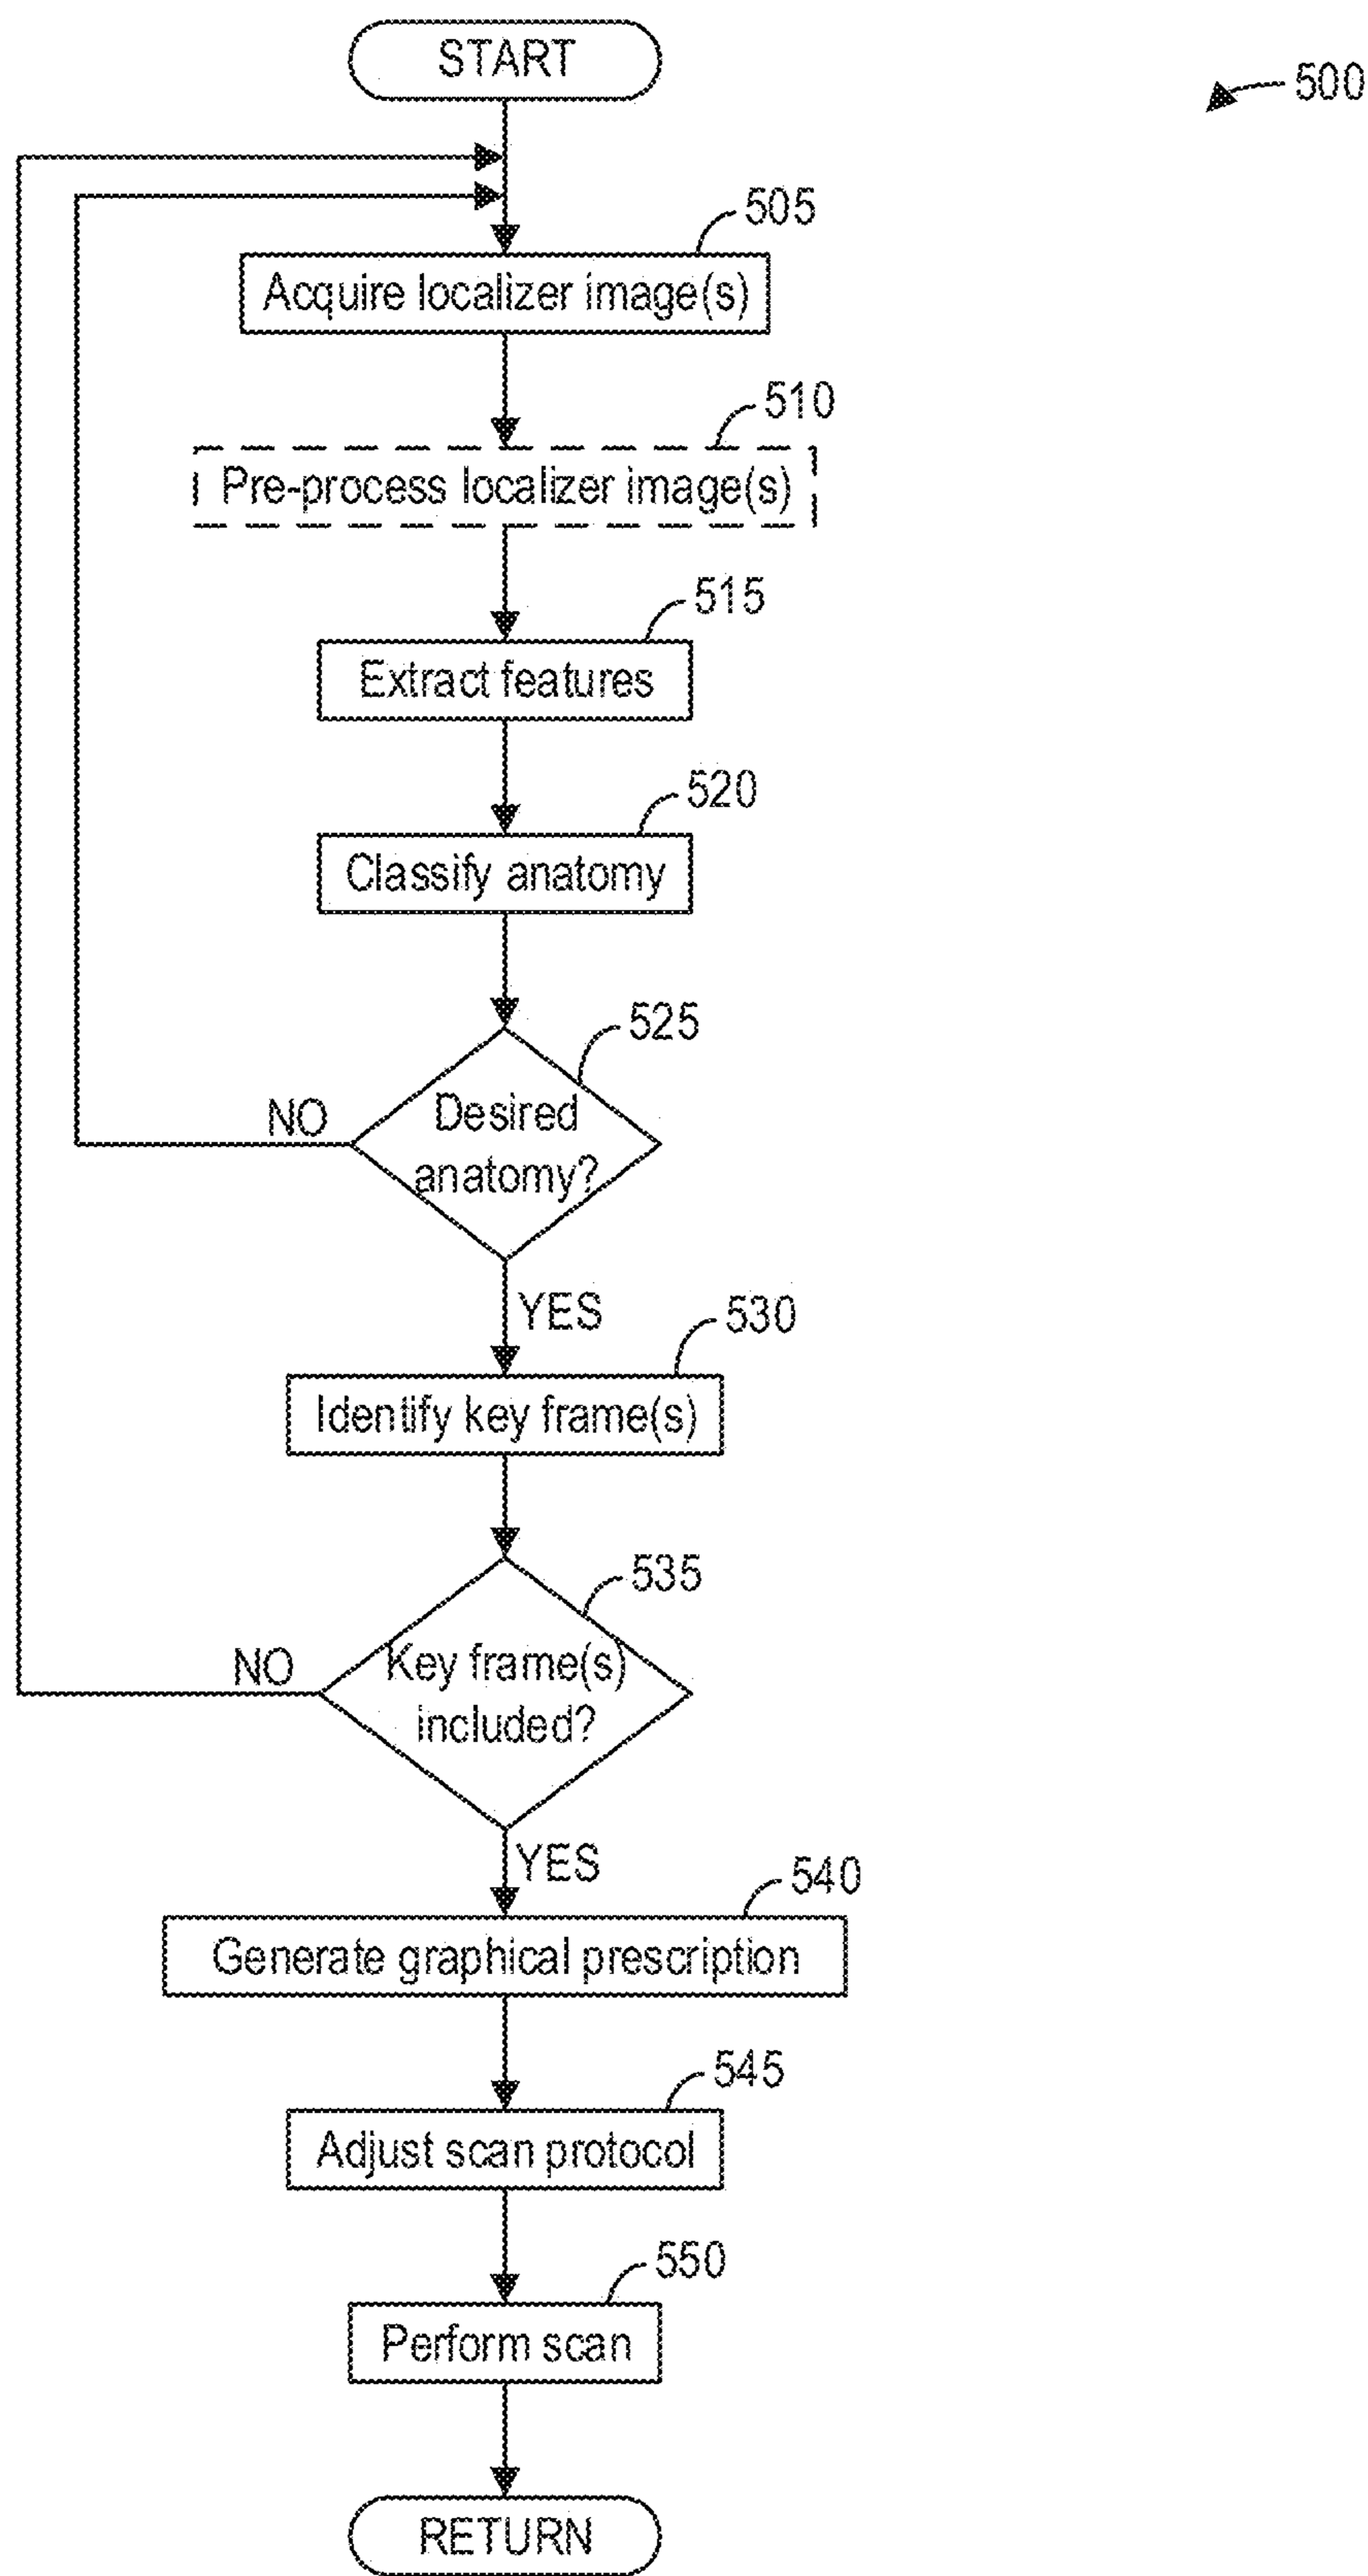 START
500
505
Acquire localizer image(s)
510
Pre-process localizer image(s)
515
Extract features
520
Classify anatomy
525
Desired
anatomy?
NO
YES
530
Identify key frame(s)
535
Key frame(s)
included?
NO
YES
540
Generate graphical prescription
545
Adjust scan protocol
550
Perform scan
RETURN